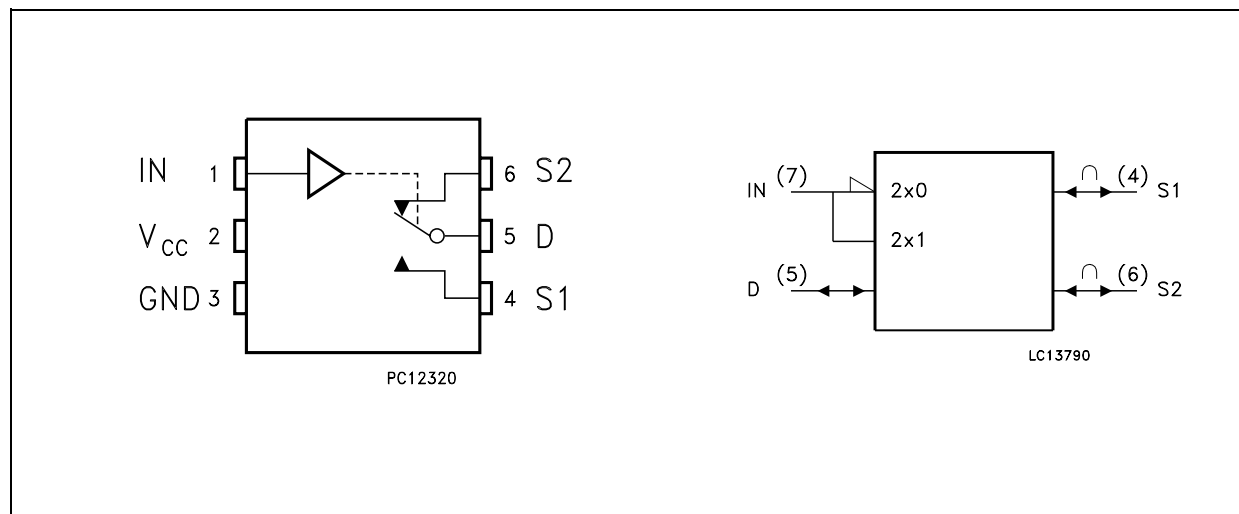 IN 1
VCC 2
GND 3
6 S2
5 D
4 S1
PC12320
IN (7)
D (5)
2x0
2x1
∩ (4) S1
∩ (6) S2
LC13790